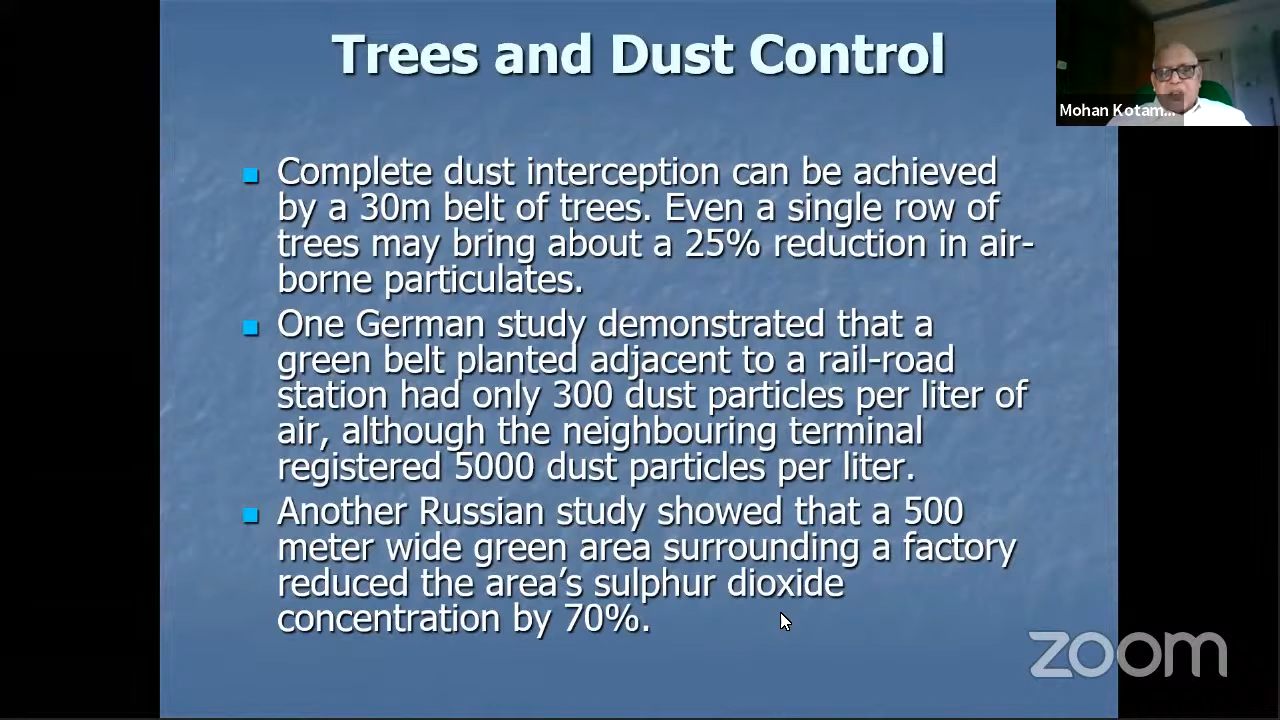 Trees and Dust Control
Mohan Kotam...
Complete dust interception can be achieved
by a 30m belt of trees. Even a single row of
trees may bring about a 25% reduction in air-
borne particulates.
One German study demonstrated that a
green belt planted adjacent to a rail-road
station had only 300 dust particles per liter of
air, although the neighbouring terminal
registered 5000 dust particles per liter.
Another Russian study showed that a 500
meter wide green area surrounding a factory
reduced the area's sulphur dioxide
concentration by 70%.
zoom